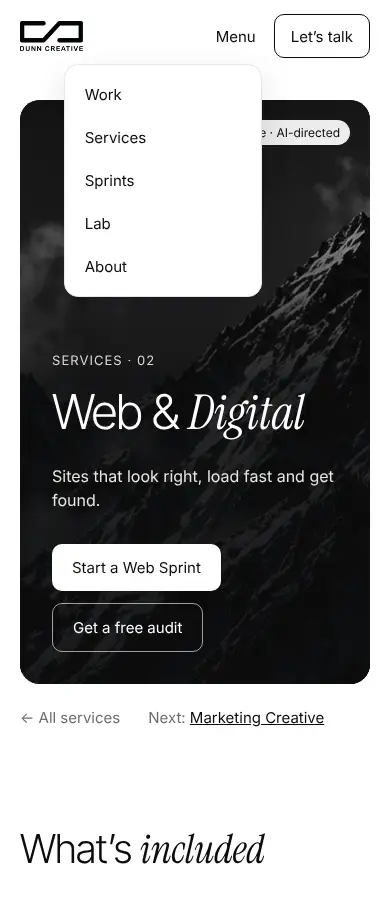 DUNN CREATIVE
Menu
Let's talk
Work
Services
Sprints
Lab
About
· AI-directed
SERVICES · 02
Web & Digital
Sites that look right, load fast and get
found.
Start a Web Sprint
Get a free audit
← All services
Next: Marketing Creative
What's included